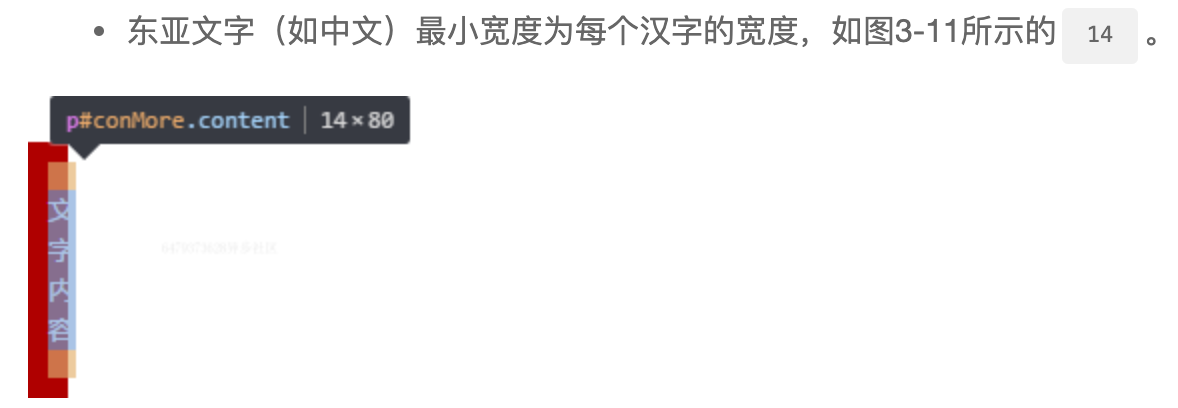 东亚文字（如中文）最小宽度为每个汉字的宽度，如图3-11所示的 14 。
p#conMore.content 14×80
文
字
内
容